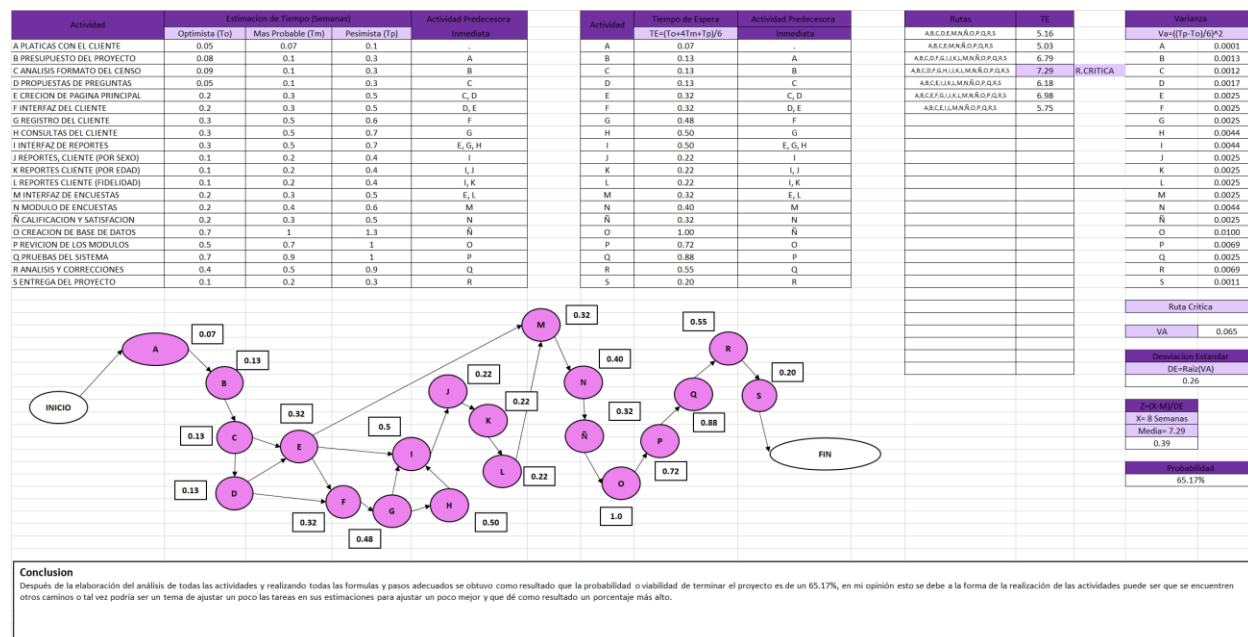 Actividad Estimacion de Tiempo (Semanas) Actividad Predecesora
Optimista (To) Mas Probable (Tm) Pesimista (Tp) Inmediata
A PLATICAS CON EL CLIENTE 0.05 0.07 0.1 .
B PRESUPUESTO DEL PROYECTO 0.08 0.1 0.3 A
C ANALISIS FORMATO DEL CENSO 0.09 0.1 0.3 B
D PROPUESTAS DE PREGUNTAS 0.05 0.1 0.3 C
E CRECION DE PAGINA PRINCIPAL 0.2 0.3 0.5 C, D
F INTERFAZ DEL CLIENTE 0.2 0.3 0.5 D, E
G REGISTRO DEL CLIENTE 0.3 0.5 0.6 F
H CONSULTAS DEL CLIENTE 0.3 0.5 0.7 G
I INTERFAZ DE REPORTES 0.3 0.5 0.7 E, G, H
J REPORTES, CLIENTE (POR SEXO) 0.1 0.2 0.4 I
K REPORTES CLIENTE (POR EDAD) 0.1 0.2 0.4 I, J
L REPORTES CLIENTE (FIDELIDAD) 0.1 0.2 0.4 I, K
M INTERFAZ DE ENCUESTAS 0.2 0.3 0.5 E, L
N MODULO DE ENCUESTAS 0.2 0.4 0.6 M
Ñ CALIFICACION Y SATISFACION 0.2 0.3 0.5 N
O CREACION DE BASE DE DATOS 0.7 1 1.3 Ñ
P REVICION DE LOS MODULOS 0.5 0.7 1 O
Q PRUEBAS DEL SISTEMA 0.7 0.9 1 P
R ANALISIS Y CORRECCIONES 0.4 0.5 0.9 Q
S ENTREGA DEL PROYECTO 0.1 0.2 0.3 R
Actividad Tiempo de Espera Actividad Predecesora
TE=(To+4Tm+Tp)/6 Inmediata
A 0.07 .
B 0.13 A
C 0.13 B
D 0.13 C
E 0.32 C, D
F 0.32 D, E
G 0.48 F
H 0.50 G
I 0.50 E, G, H
J 0.22 I
K 0.22 I, J
L 0.22 I, K
M 0.32 E, L
N 0.40 M
Ñ 0.32 N
O 1.00 Ñ
P 0.72 O
Q 0.88 P
R 0.55 Q
S 0.20 R
Rutas TE
A,B,C,D,E,M,N,Ñ,O,P,Q,R,S 5.16
A,B,C,E,M,N,Ñ,O,P,Q,R,S 5.03
A,B,C,D,F,G,I,J,K,L,M,N,Ñ,O,P,Q,R,S 6.79
A,B,C,D,F,G,H,I,J,K,L,M,N,Ñ,O,P,Q,R,S 7.29 R.CRITICA
6.18
6.98
5.75
Varianza
Va=((Tp-To)/6)^2
A 0.0001
B 0.0013
C 0.0012
D 0.0017
E 0.0025
F 0.0025
G 0.0025
H 0.0044
I 0.0044
J 0.0025
K 0.0025
L 0.0025
M 0.0025
N 0.0044
Ñ 0.0025
O 0.0100
P 0.0069
Q 0.0025
R 0.0069
S 0.0011
Ruta Critica
VA 0.065
Desviacion Estandar
DE=Raiz(VA)
0.26
Z=(X-M)/DE
X= 8 Semanas
Media= 7.29
0.39
Probabilidad
65.17%
INICIO
A
0.07
B
0.13
C
0.13
D
0.13
E
0.32
F
0.32
G
0.48
H
0.50
I
0.5
J
0.22
K
0.22
L
0.22
M
0.32
N
0.40
Ñ
0.32
O
1.0
P
0.72
Q
0.88
R
0.55
S
0.20
FIN
Conclusion
Después de la elaboración del análisis de todas las actividades y realizando todas las formulas y pasos adecuados se obtuvo como resultado que la probabilidad o viabilidad de terminar el proyecto es de un 65.17%, en mi opinión esto se debe a la forma de la realización de las actividades puede ser que se encuentren
otros caminos o tal vez podría ser un tema de ajustar un poco las tareas en sus estimaciones para ajustar un poco mejor y que dé como resultado un porcentaje más alto.